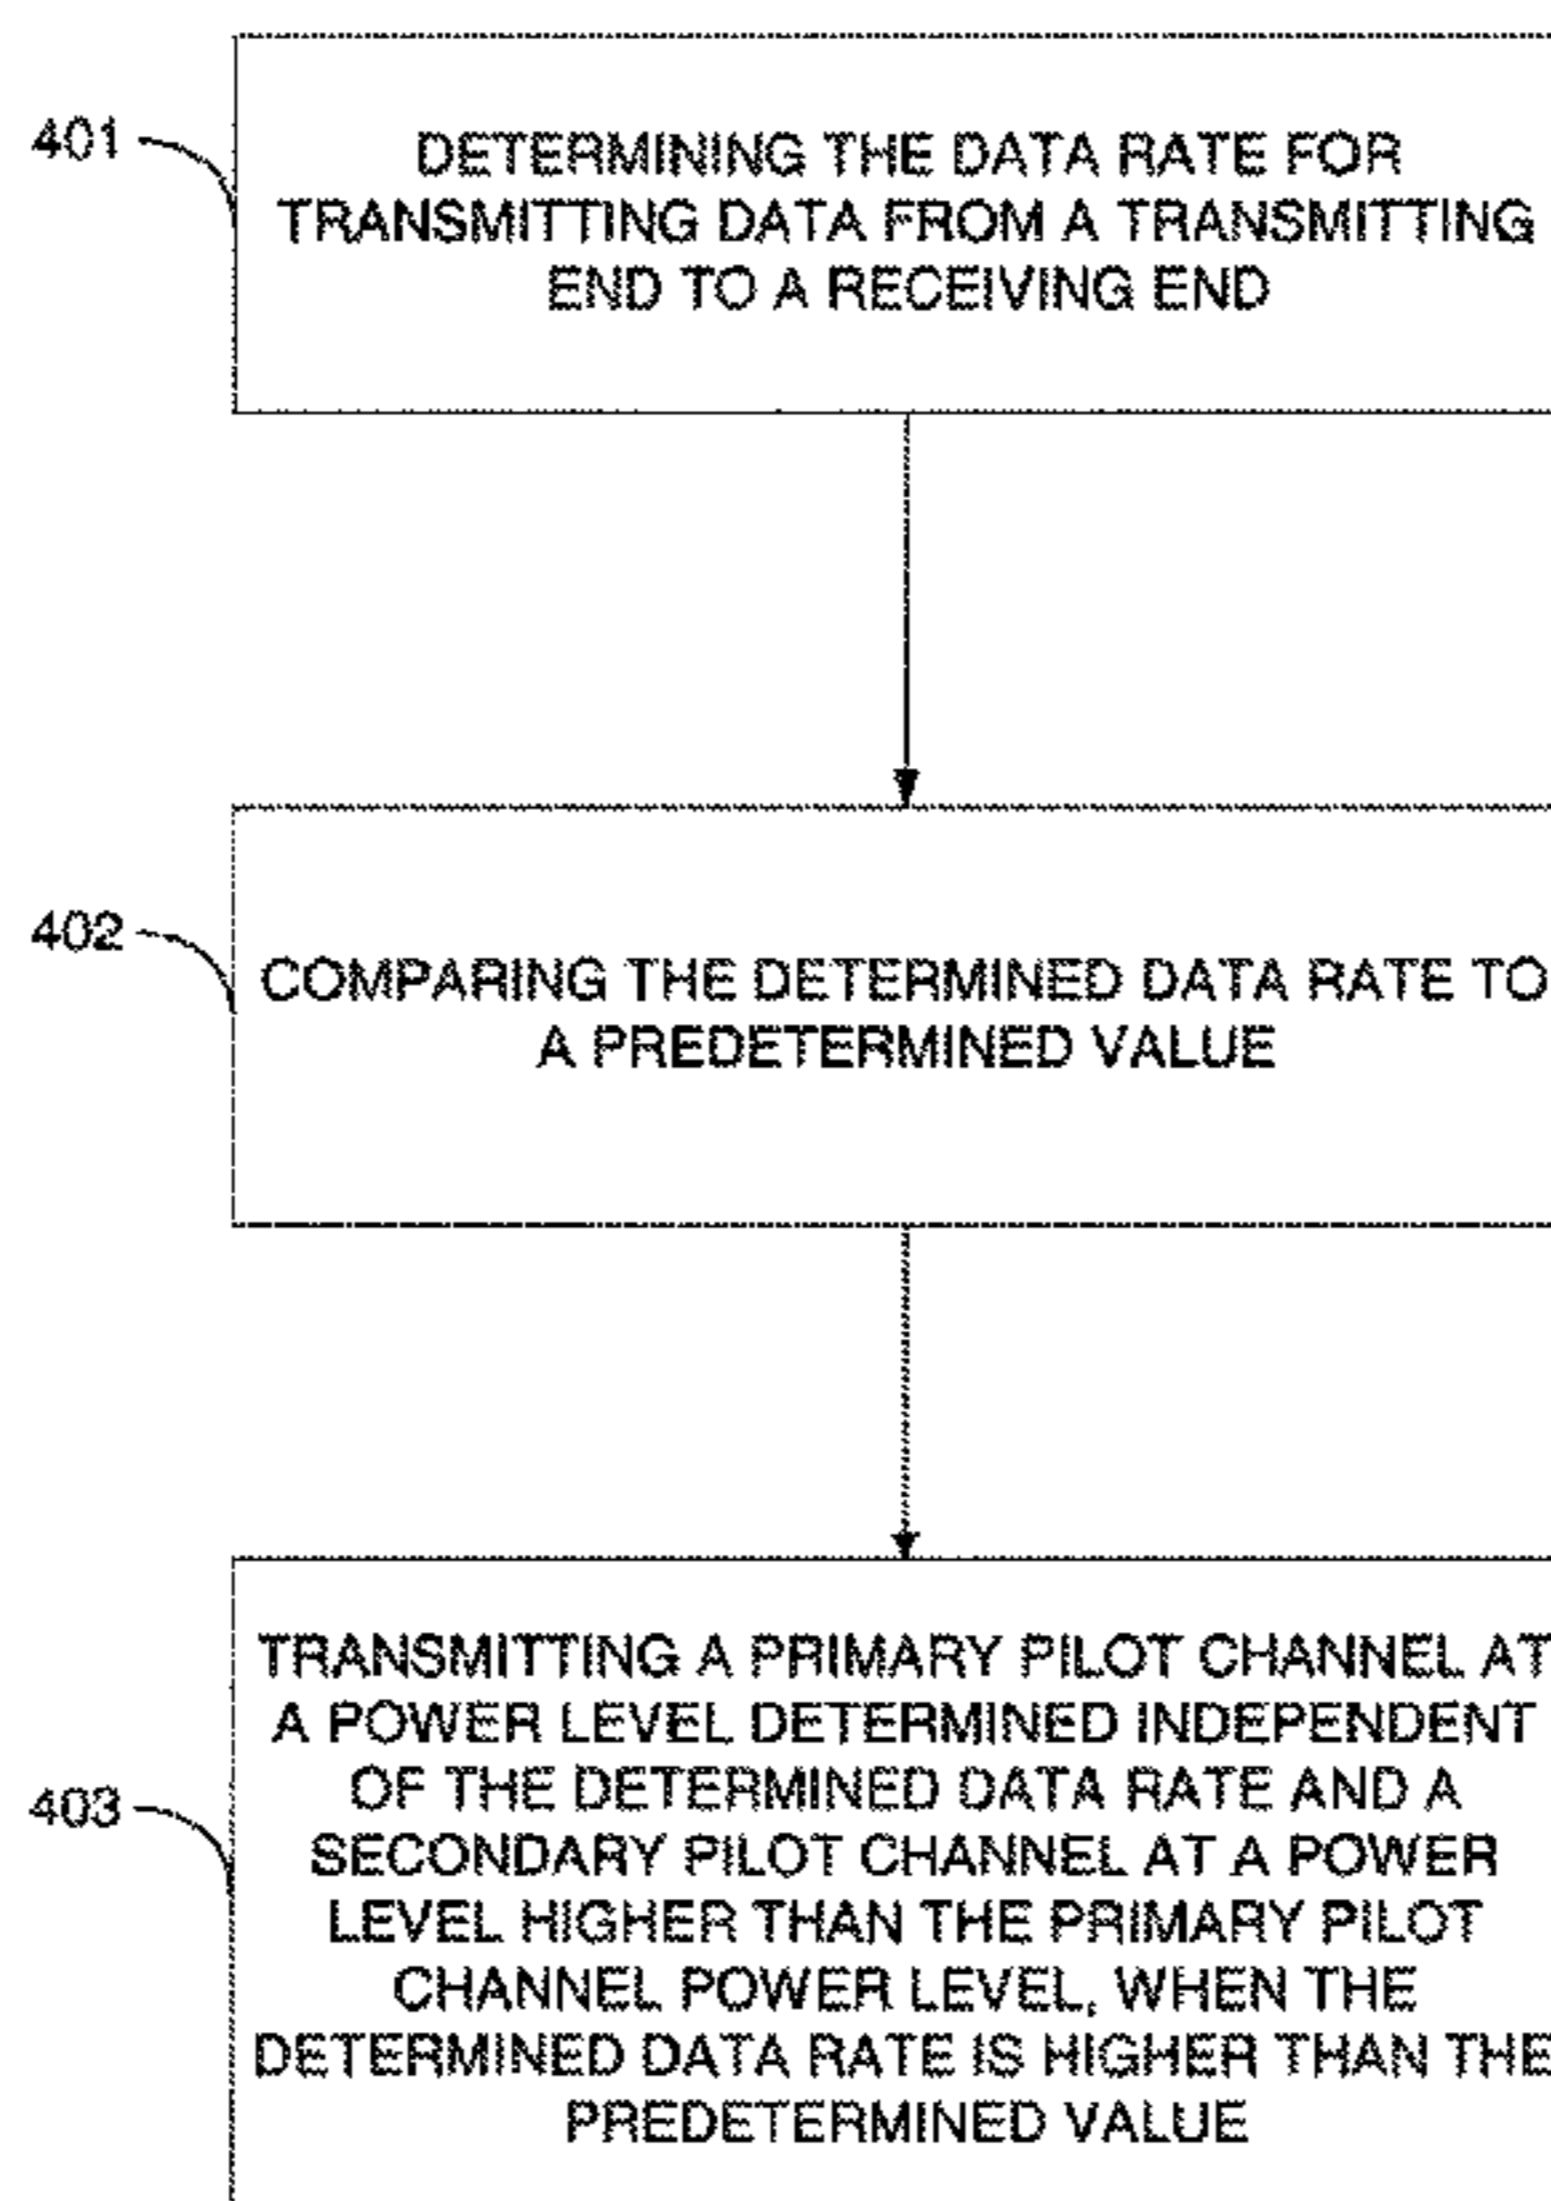 401
DETERMINING THE DATA RATE FOR
TRANSMITTING DATA FROM A TRANSMITTING
END TO A RECEIVING END
402
COMPARING THE DETERMINED DATA RATE TO
A PREDETERMINED VALUE
403
TRANSMITTING A PRIMARY PILOT CHANNEL AT
A POWER LEVEL DETERMINED INDEPENDENT
OF THE DETERMINED DATA RATE AND A
SECONDARY PILOT CHANNEL AT A POWER
LEVEL HIGHER THAN THE PRIMARY PILOT
CHANNEL POWER LEVEL, WHEN THE
DETERMINED DATA RATE IS HIGHER THAN THE
PREDETERMINED VALUE